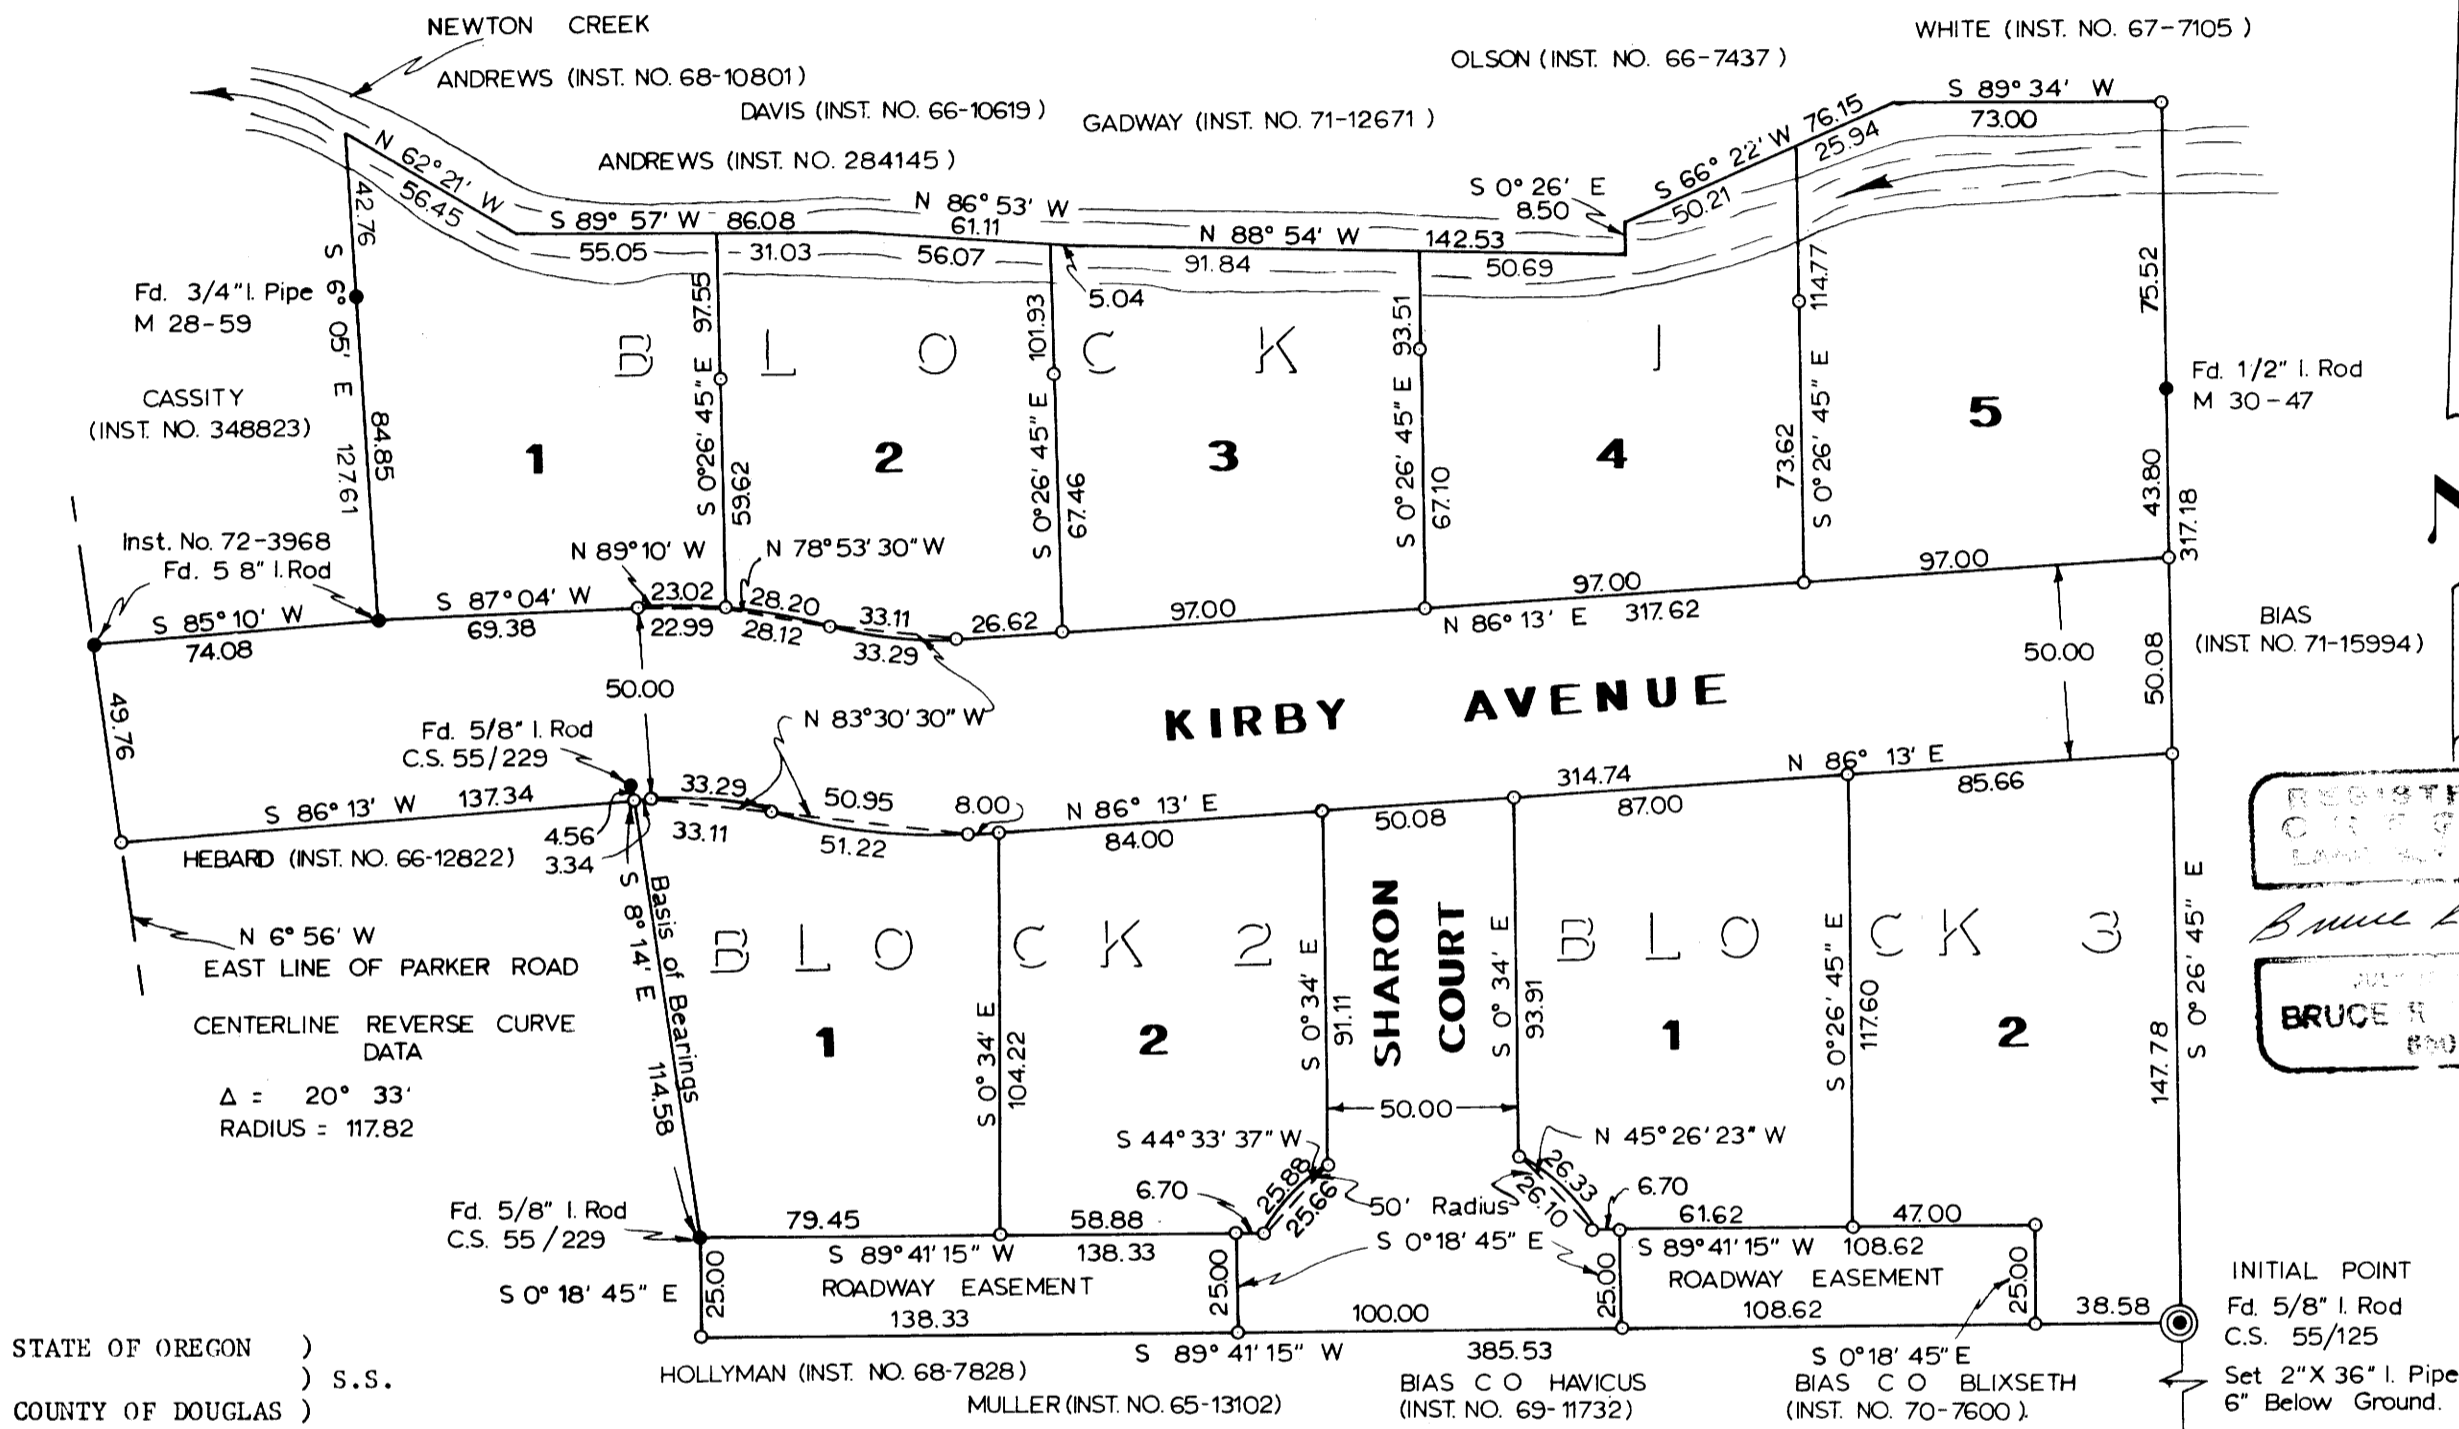 NEWTON CREEK
WHITE (INST. NO. 67-7105 )
OLSON (INST. NO. 66-7437 )
ANDREWS (INST. NO. 68-10801)
DAVIS (INST. NO. 66-10619 )
GADWAY (INST. NO. 71-12671 )
ANDREWS (INST. NO. 284145 )
S 89° 34' W
73.00
76.15
S 66° 22' W
25.94
50.21
S 0° 26' E
8.50
N 62° 21' W
56.45
S 89° 57' W
86.08
N 86° 53' W
61.11
N 88° 54' W
142.53
55.05
31.03
56.07
91.84
50.69
5.04
42.76
S 6° 05' E
127.61
84.85
Fd. 3/4" I. Pipe
M 28-59
CASSITY
(INST. NO. 348823)
S 0°26' 45" E 97.55
59.62
S 0°26' 45" E 101.93
67.46
S 0° 26' 45" E 93.51
67.10
114.77
S 0° 26' 45" E
73.62
75.52
43.80
317.18
Fd. 1/2" I. Rod
M 30-47
BLOCK 1
1
2
3
4
5
Inst. No. 72-3968
Fd. 5 8" I. Rod
N 89°10' W
N 78°53'30" W
S 85°10' W
74.08
S 87°04' W
69.38
23.02
22.99
28.20
28.12
33.11
33.29
26.62
97.00
97.00
97.00
N 86° 13' E 317.62
50.00
50.00
50.08
BIAS
(INST. NO. 71-15994)
KIRBY AVENUE
49.76
Fd. 5/8" I. Rod
C.S. 55/229
N 83°30'30" W
S 86° 13' W 137.34
4.56
3.34
33.29
33.11
50.95
51.22
8.00
N 86° 13' E
84.00
50.08
314.74
87.00
N 86° 13' E
85.66
HEBARD (INST. NO. 66-12822)
N 6° 56' W
EAST LINE OF PARKER ROAD
CENTERLINE REVERSE CURVE
DATA
Δ = 20° 33'
RADIUS = 117.82
S 8° 14' E
114.58
Basis of Bearings
BLOCK 2
1
2
S 0° 34' E
104.22
S 0° 34' E
91.11
SHARON
COURT
S 0° 34' E
93.91
50.00
BLOCK 3
1
2
S 0°26' 45" E
117.60
147.78
S 0° 26' 45" E
Bruce
BRUCE R
S 44° 33' 37" W
25.88
25.66
6.70
50' Radius
N 45° 26'23" W
26.33
26.10
6.70
S 0°18' 45" E
Fd. 5/8" I. Rod
C.S. 55 / 229
79.45
58.88
S 89° 41' 15" W
138.33
ROADWAY EASEMENT
138.33
S 0° 18' 45" E
25.00
25.00
61.62
47.00
S 89°41' 15" W 108.62
ROADWAY EASEMENT
108.62
25.00
25.00
38.58
100.00
S 89° 41' 15" W
385.53
S 0°18' 45" E
INITIAL POINT
Fd. 5/8" I. Rod
C.S. 55/125
Set 2"X 36" I. Pipe
6" Below Ground.
HOLLYMAN (INST. NO. 68-7828)
MULLER (INST. NO. 65-13102)
BIAS C O HAVICUS
(INST. NO. 69-11732)
BIAS C O BLIXSETH
(INST. NO. 70-7600 ).
STATE OF OREGON )
) S.S.
COUNTY OF DOUGLAS )